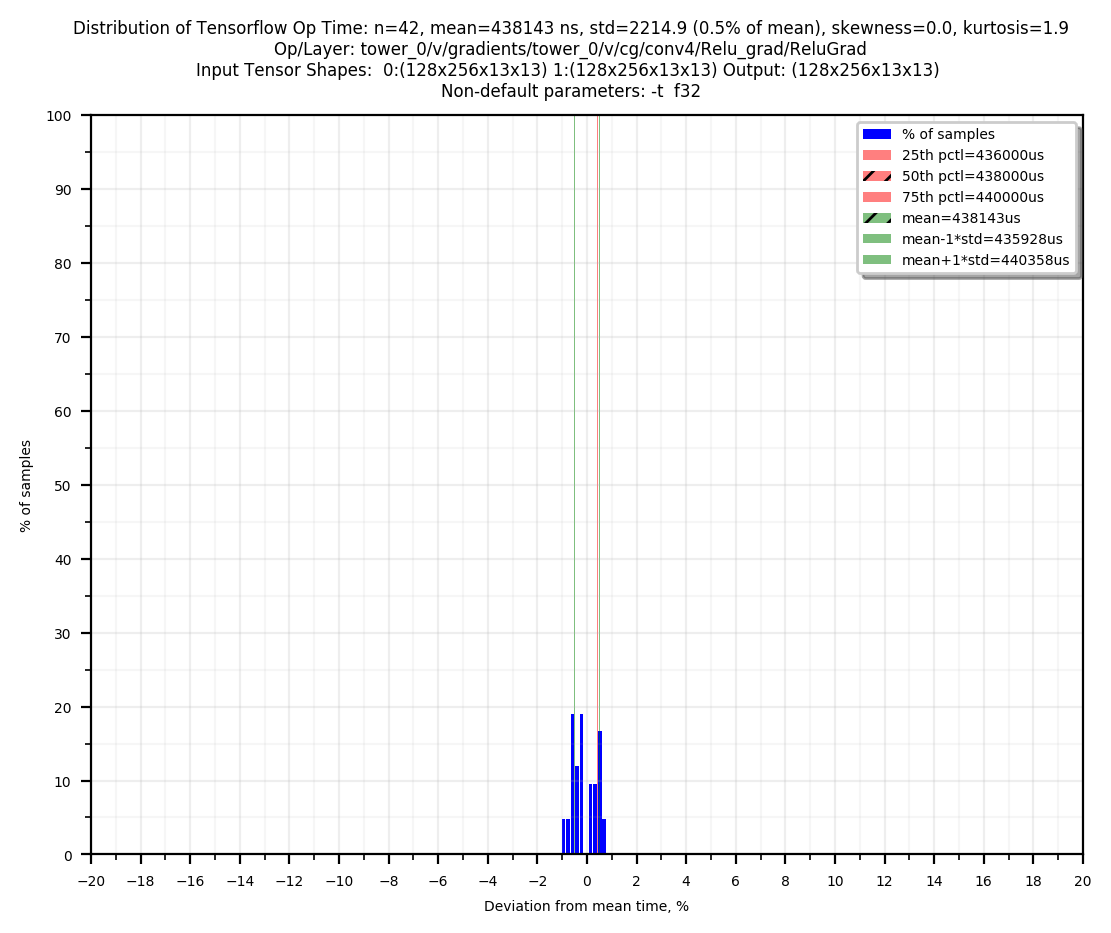 Distribution of Tensorflow Op Time: n=42, mean=438143 ns, std=2214.9 (0.5% of mean), skewness=0.0, kurtosis=1.9
Op/Layer: tower_0/v/gradients/tower_0/v/cg/conv4/Relu_grad/ReluGrad
Input Tensor Shapes:  0:(128x256x13x13) 1:(128x256x13x13) Output: (128x256x13x13)
Non-default parameters: -t  f32
% of samples
25th pctl=436000us
50th pctl=438000us
75th pctl=440000us
mean=438143us
mean-1*std=435928us
mean+1*std=440358us
100
90
80
70
60
50
40
30
20
10
0
% of samples
−20 −18 −16 −14 −12 −10 −8 −6 −4 −2 0 2 4 6 8 10 12 14 16 18 20
Deviation from mean time, %